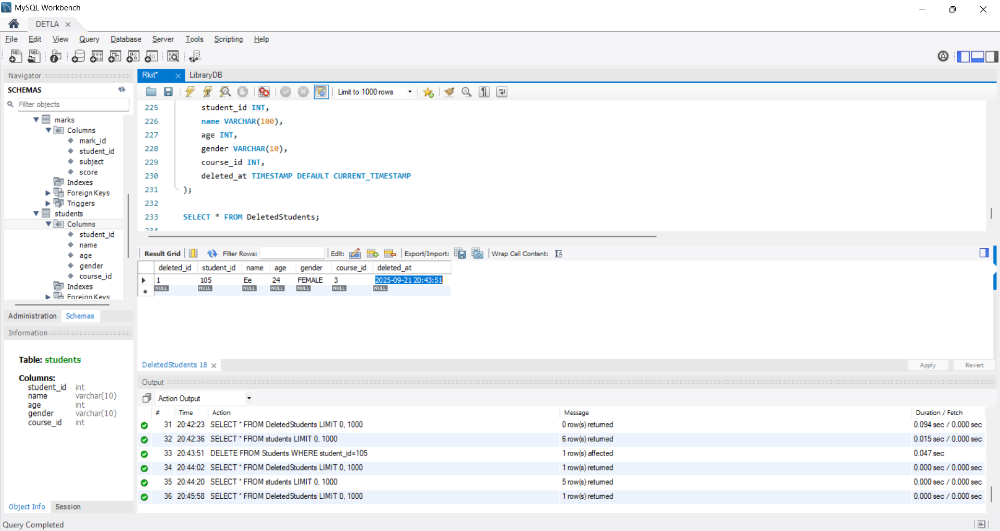 MySQL Workbench
DETLA
File Edit View Query Database Server Tools Scripting Help
Navigator
SCHEMAS
Filter objects
marks
Columns
mark_id
student_id
subject
score
Indexes
Foreign Keys
Triggers
students
Columns
student_id
name
age
gender
course_id
Indexes
Foreign Keys
Administration Schemas
Information
Table: students
Columns:
student_id int
name varchar(10)
age int
gender varchar(10)
course_id int
Object Info Session
Rkit* LibraryDB
Limit to 1000 rows
225 student_id INT,
226 name VARCHAR(100),
227 age INT,
228 gender VARCHAR(10),
229 course_id INT,
230 deleted_at TIMESTAMP DEFAULT CURRENT_TIMESTAMP
231 );
232
233 SELECT * FROM DeletedStudents;
234
Result Grid Filter Rows: Edit: Export/Import: Wrap Cell Content:
deleted_id student_id name age gender course_id deleted_at
1 105 Ee 24 FEMALE 3 2025-09-21 20:43:51
NULL NULL NULL NULL NULL NULL NULL
DeletedStudents 18 Apply Revert
Output
Action Output
# Time Action Message Duration / Fetch
31 20:42:23 SELECT * FROM DeletedStudents LIMIT 0, 1000 0 row(s) returned 0.094 sec / 0.000 sec
32 20:42:36 SELECT * FROM students LIMIT 0, 1000 6 row(s) returned 0.015 sec / 0.000 sec
33 20:43:51 DELETE FROM Students WHERE student_id=105 1 row(s) affected 0.047 sec
34 20:44:02 SELECT * FROM DeletedStudents LIMIT 0, 1000 1 row(s) returned 0.000 sec / 0.000 sec
35 20:44:20 SELECT * FROM students LIMIT 0, 1000 5 row(s) returned 0.000 sec / 0.000 sec
36 20:45:58 SELECT * FROM DeletedStudents LIMIT 0, 1000 1 row(s) returned 0.000 sec / 0.000 sec
Query Completed